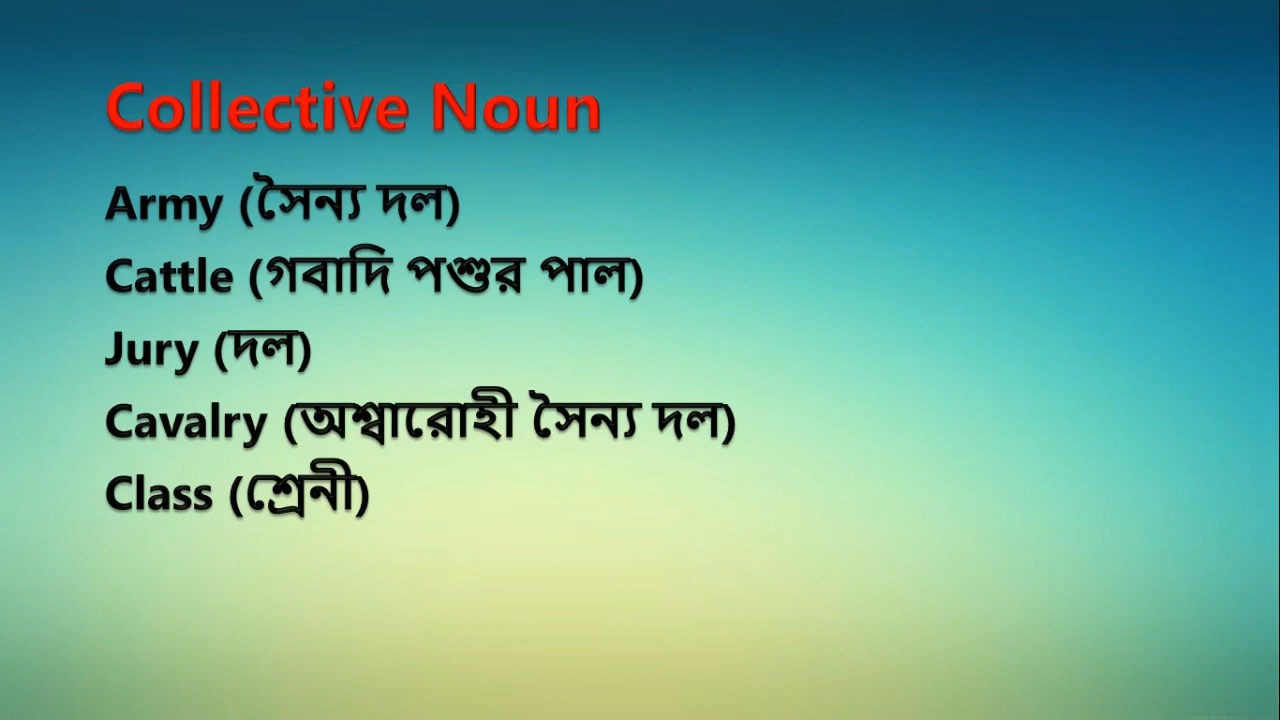 Collective Noun
Army (সৈন্য দল)
Cattle (গবাদি পশুর পাল)
Jury (দল)
Cavalry (অশ্বারোহী সৈন্য দল)
Class (শ্রেনী)